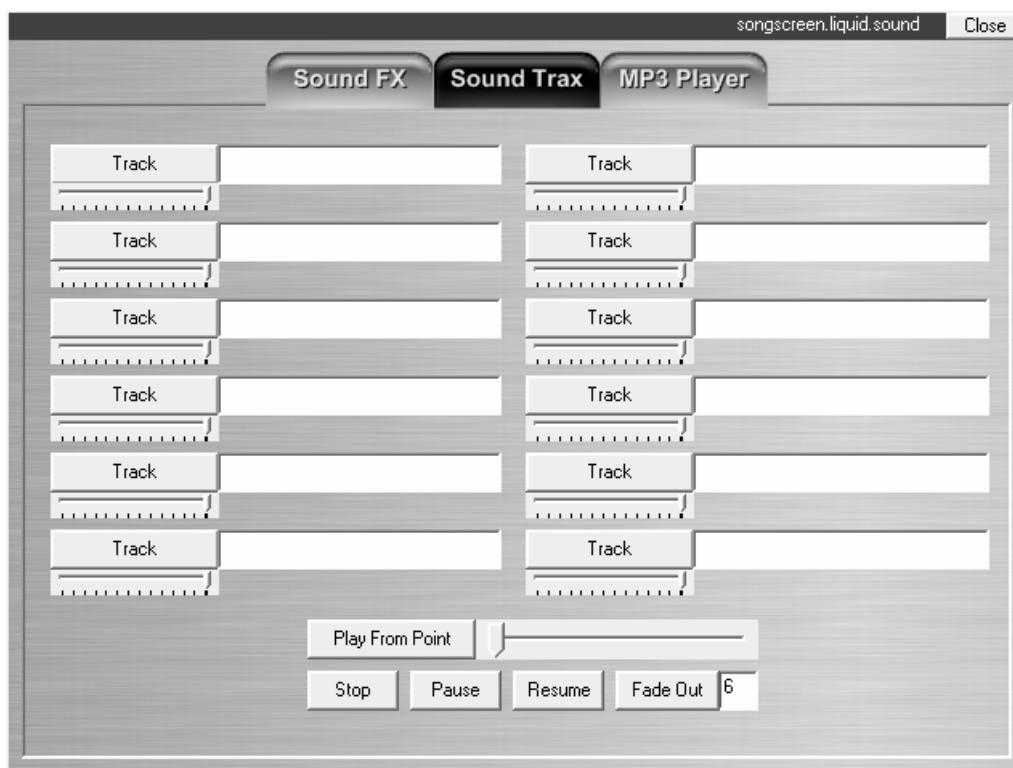 songscreen.liquid.sound Close
Sound FX Sound Trax MP3 Player
Track Track
Track Track
Track Track
Track Track
Track Track
Track Track
Play From Point
Stop Pause Resume Fade Out 6